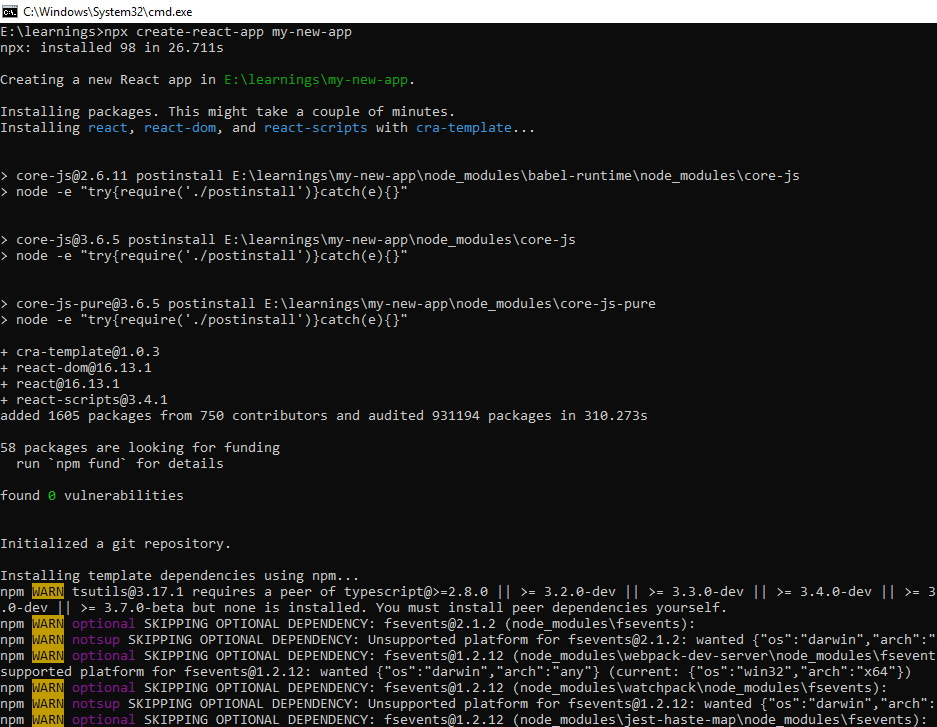 C:\Windows\System32\cmd.exe
E:\learnings>npx create-react-app my-new-app
npx: installed 98 in 26.711s
Creating a new React app in E:\learnings\my-new-app.
Installing packages. This might take a couple of minutes.
Installing react, react-dom, and react-scripts with cra-template...
> core-js@2.6.11 postinstall E:\learnings\my-new-app\node_modules\babel-runtime\node_modules\core-js
> node -e "try{require('./postinstall')}catch(e){}"
> core-js@3.6.5 postinstall E:\learnings\my-new-app\node_modules\core-js
> node -e "try{require('./postinstall')}catch(e){}"
> core-js-pure@3.6.5 postinstall E:\learnings\my-new-app\node_modules\core-js-pure
> node -e "try{require('./postinstall')}catch(e){}"
+ cra-template@1.0.3
+ react-dom@16.13.1
+ react@16.13.1
+ react-scripts@3.4.1
added 1605 packages from 750 contributors and audited 931194 packages in 310.273s
58 packages are looking for funding
run `npm fund` for details
found 0 vulnerabilities
Initialized a git repository.
Installing template dependencies using npm...
npm WARN tsutils@3.17.1 requires a peer of typescript@>=2.8.0 || >= 3.2.0-dev || >= 3.3.0-dev || >= 3.4.0-dev || >= 3
.0-dev || >= 3.7.0-beta but none is installed. You must install peer dependencies yourself.
npm WARN optional SKIPPING OPTIONAL DEPENDENCY: fsevents@2.1.2 (node_modules\fsevents):
npm WARN notsup SKIPPING OPTIONAL DEPENDENCY: Unsupported platform for fsevents@2.1.2: wanted {"os":"darwin","arch":"
npm WARN optional SKIPPING OPTIONAL DEPENDENCY: fsevents@1.2.12 (node_modules\webpack-dev-server\node_modules\fsevent
supported platform for fsevents@1.2.12: wanted {"os":"darwin","arch":"any"} (current: {"os":"win32","arch":"x64"})
npm WARN optional SKIPPING OPTIONAL DEPENDENCY: fsevents@1.2.12 (node_modules\watchpack\node_modules\fsevents):
npm WARN notsup SKIPPING OPTIONAL DEPENDENCY: Unsupported platform for fsevents@1.2.12: wanted {"os":"darwin","arch":
npm WARN optional SKIPPING OPTIONAL DEPENDENCY: fsevents@1.2.12 (node_modules\jest-haste-map\node_modules\fsevents):